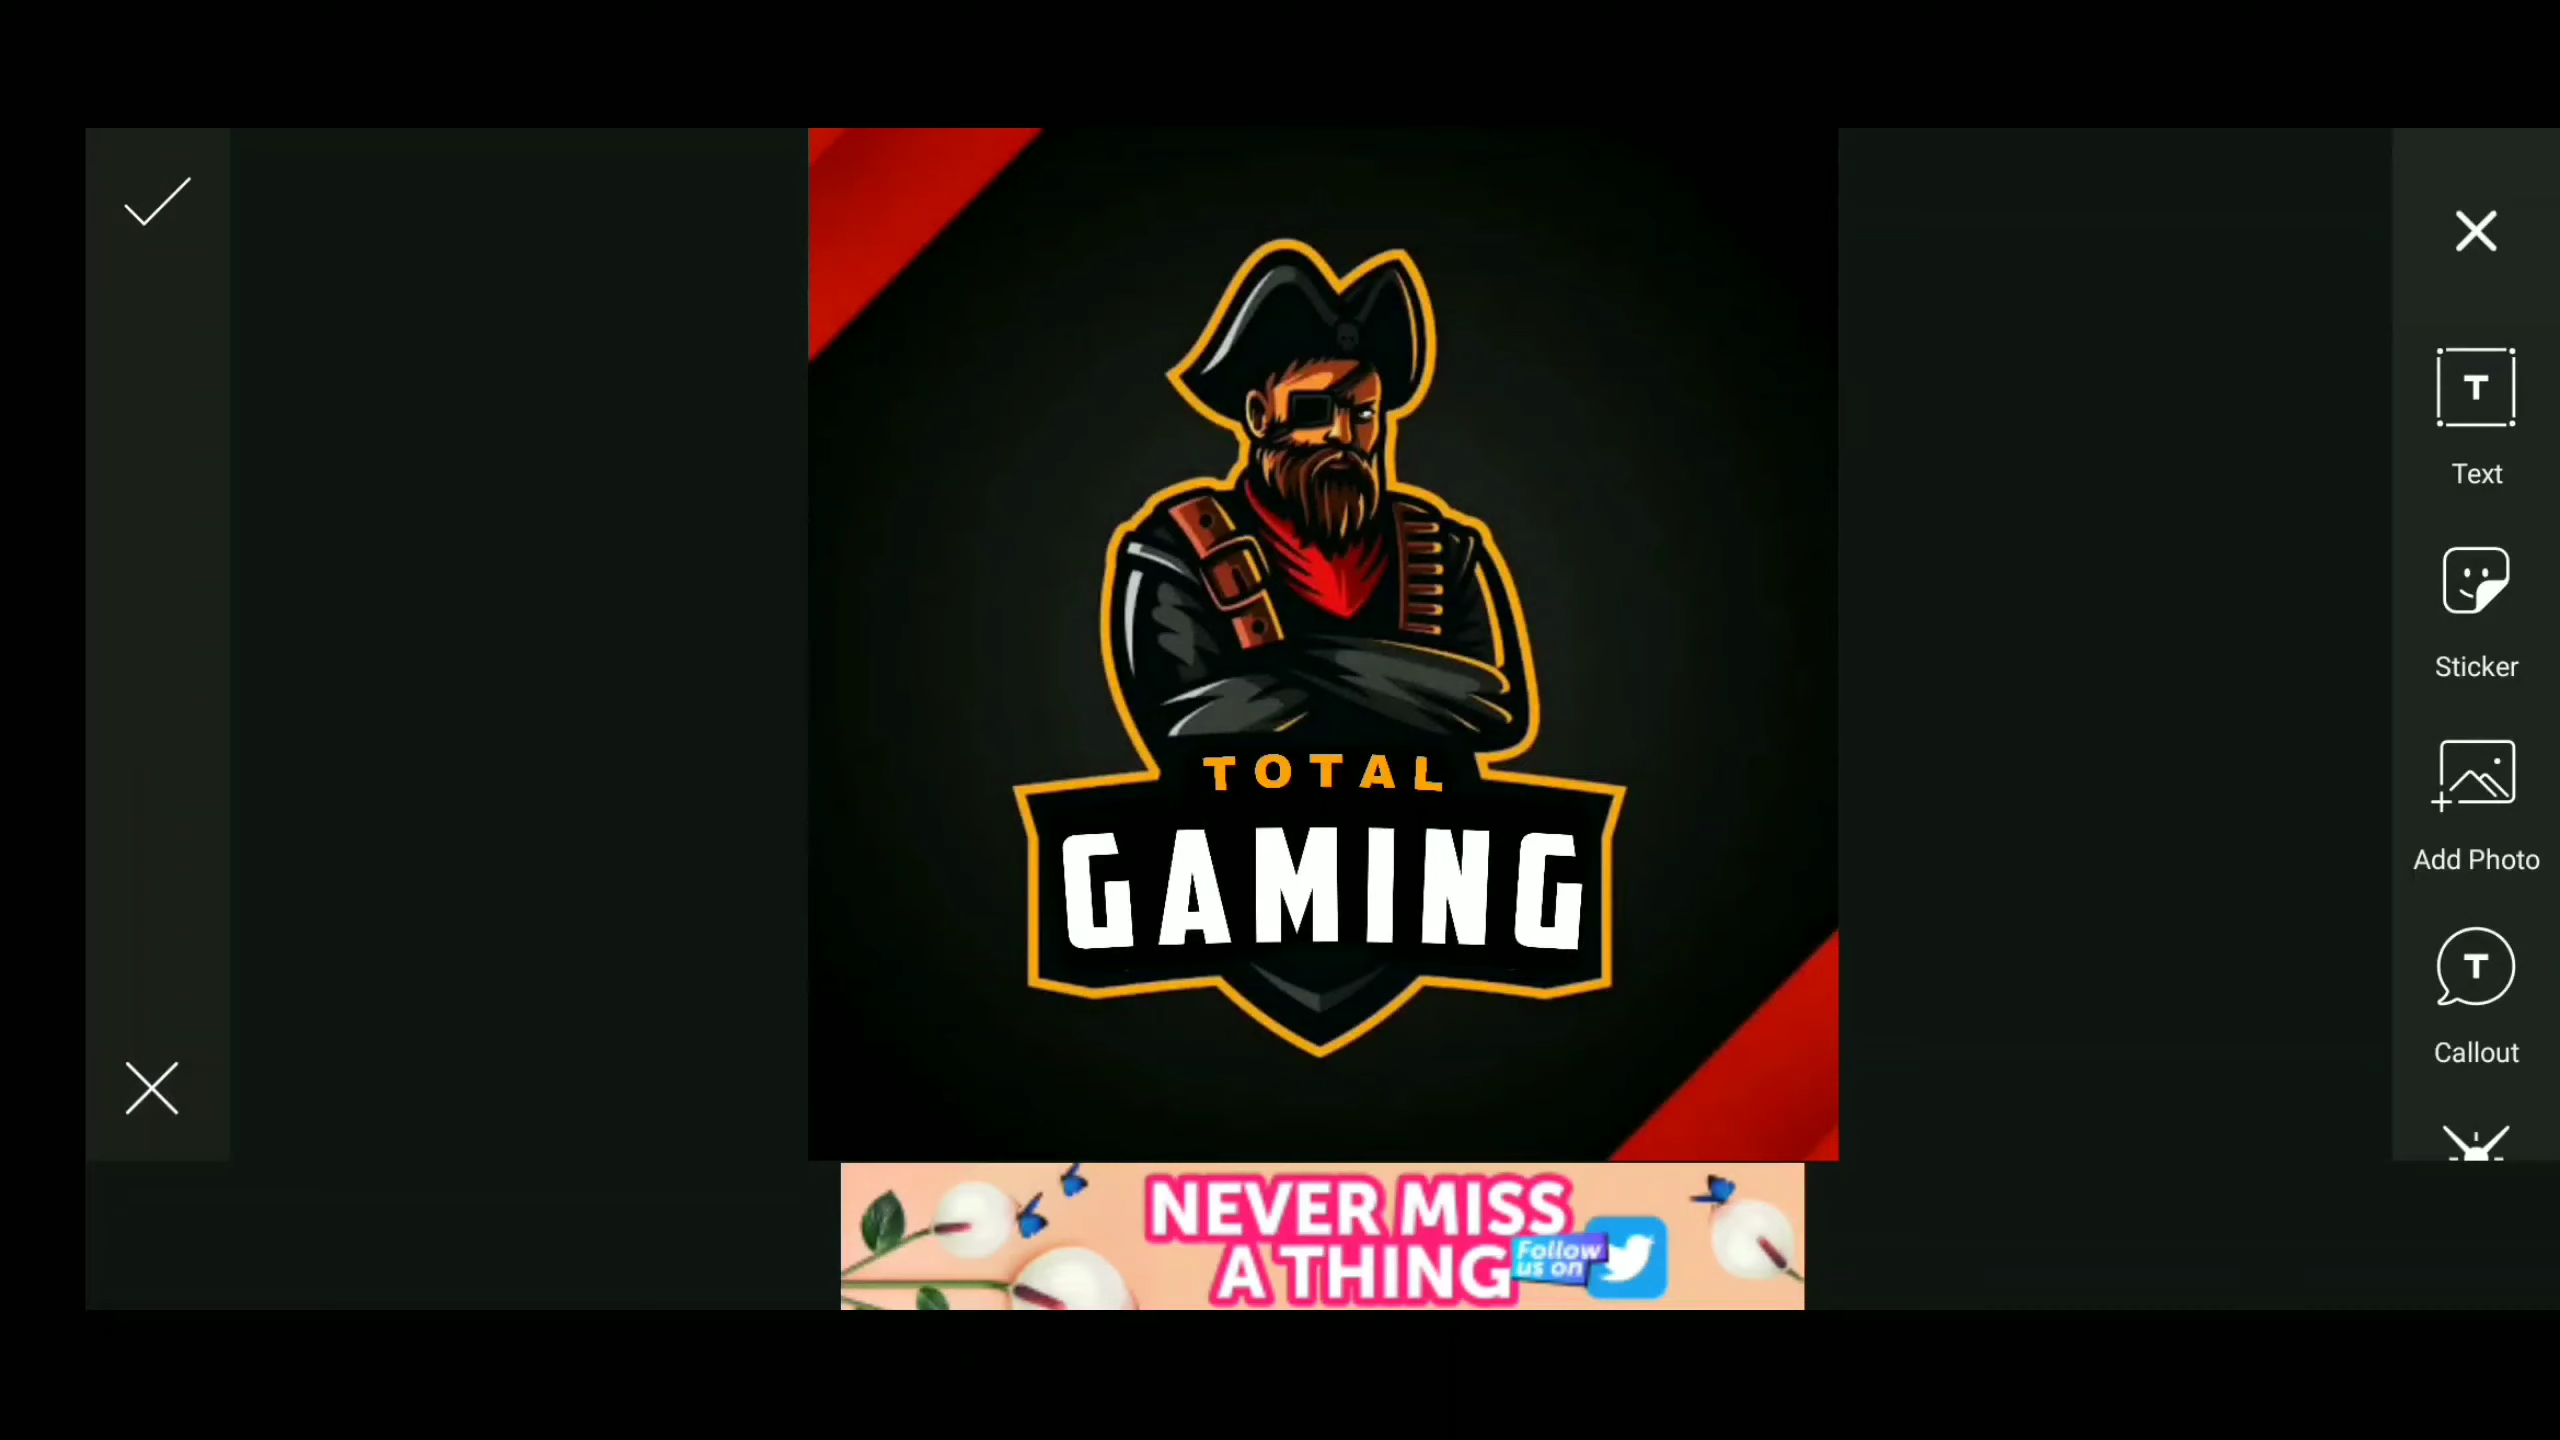 TOTAL
GAMING
Text
Sticker
Add Photo
Callout
NEVER MISS
A THING
Follow
us on